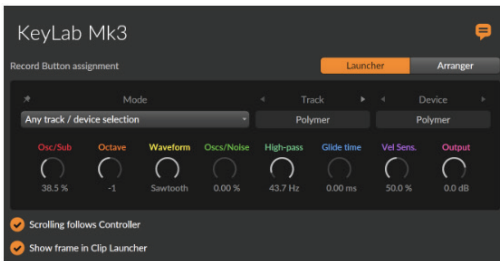 KeyLab Mk3
Record Button assignment
Launcher
Arranger
Mode
Track
Device
Any track / device selection
Polymer
Polymer
Osc/Sub
Octave
Waveform
Oscs/Noise
High-pass
Glide time
Vel Sens.
Output
38.5 %
-1
Sawtooth
0.00 %
43.7 Hz
0.00 ms
50.0 %
0.0 dB
Scrolling follows Controller
Show frame in Clip Launcher